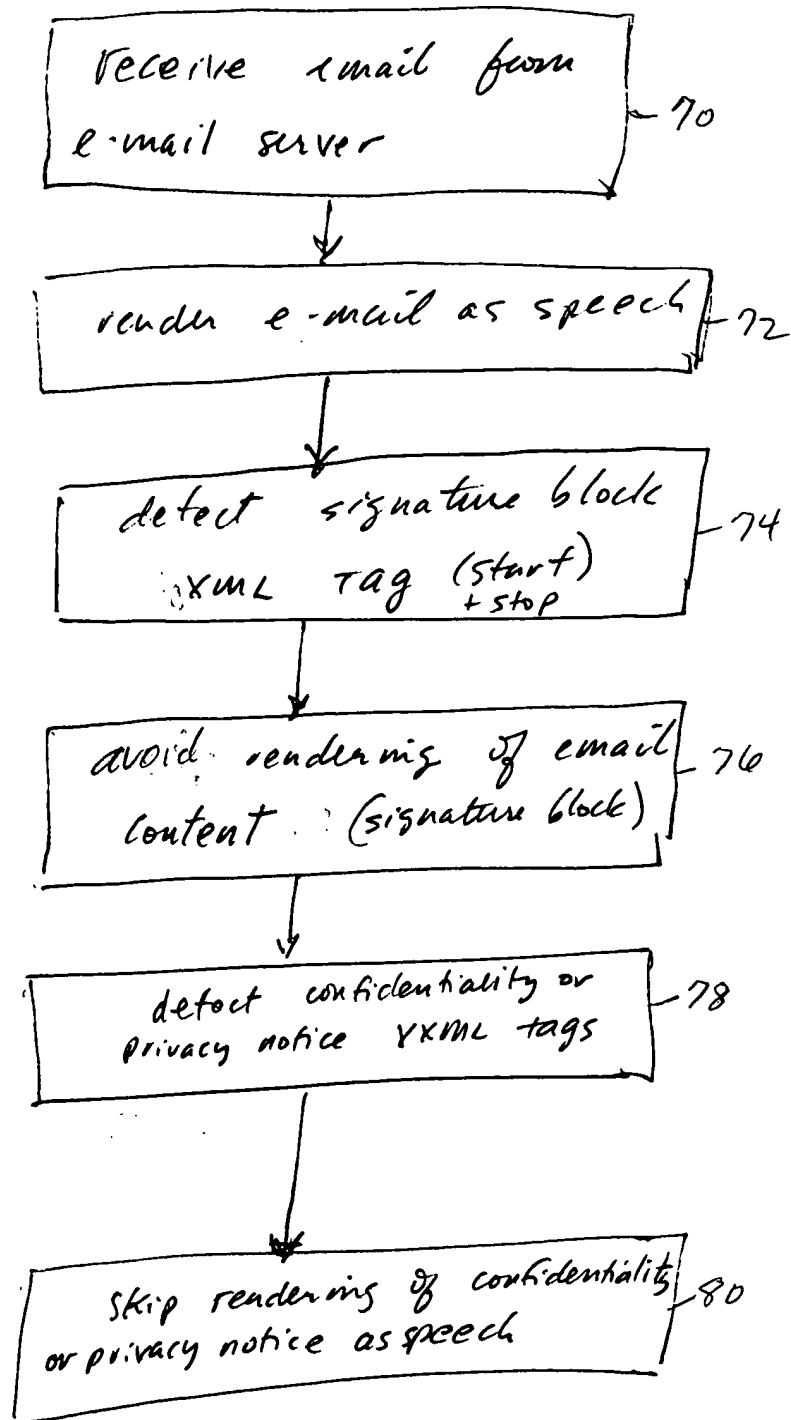 receive email from
e-mail server
70
render e-mail as speech
72
detect signature block
XML Tag (start)
+ stop
74
avoid rendering of email
content (signature block)
76
detect confidentiality or
privacy notice VXML tags
78
skip rendering of confidentiality
or privacy notice as speech
80